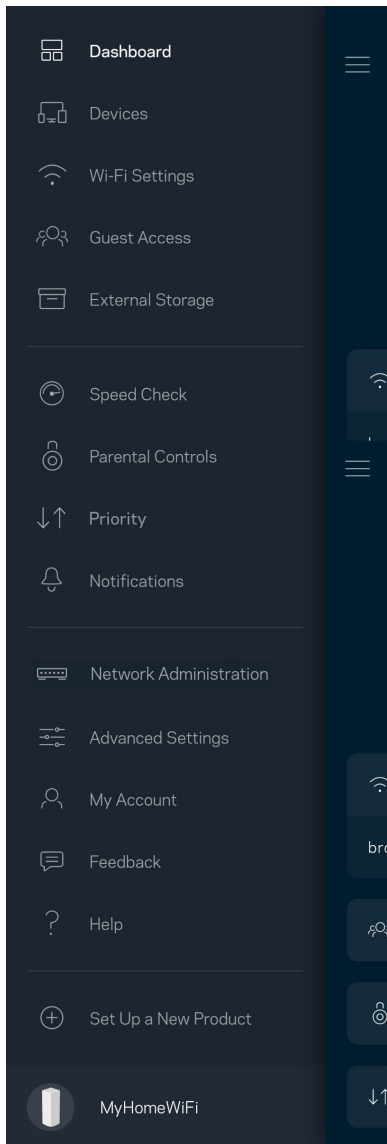 Dashboard
Devices
Wi-Fi Settings
Guest Access
External Storage
Speed Check
Parental Controls
Priority
Notifications
Network Administration
Advanced Settings
My Account
Feedback
Help
Set Up a New Product
MyHomeWiFi